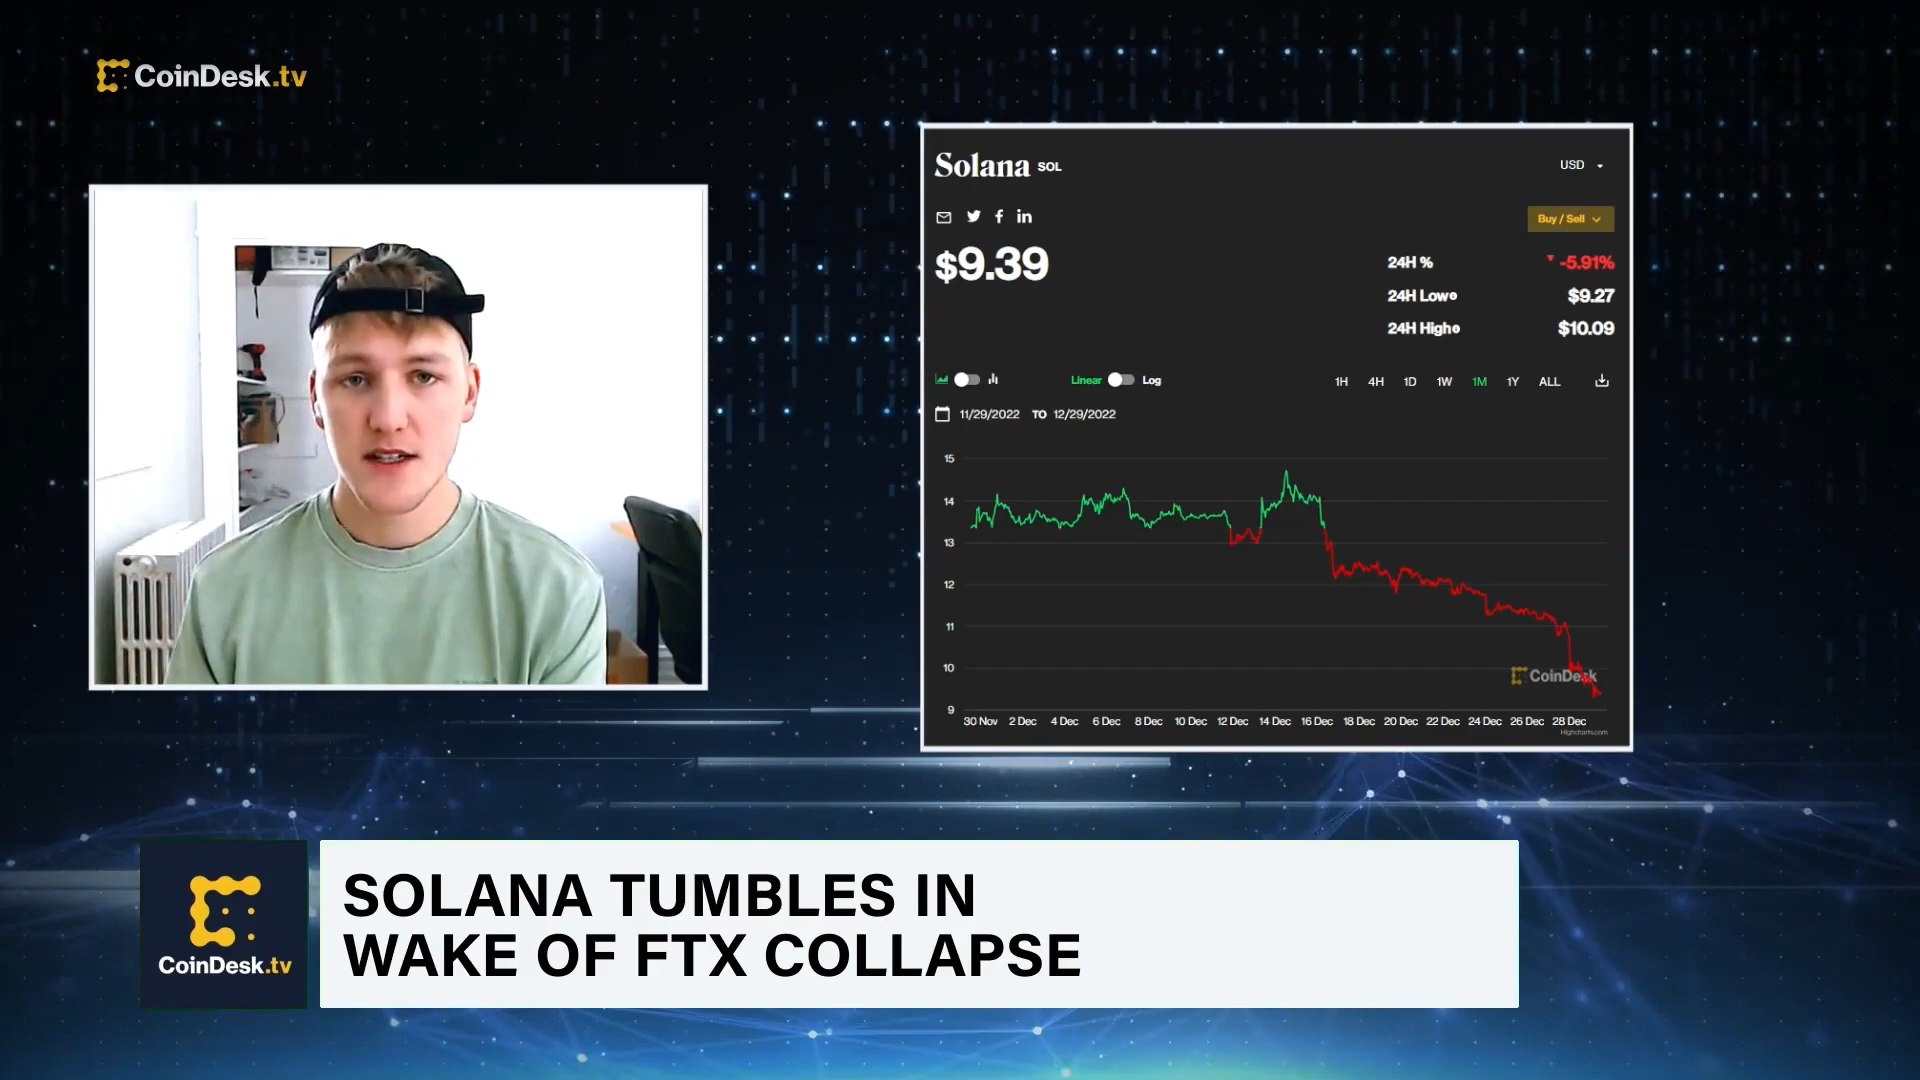 CoinDesk.tv
Solana SOL
USD
Buy / Sell
$9.39
24H % -5.91%
24H Low $9.27
24H High $10.09
Linear Log
1H 4H 1D 1W 1M 1Y ALL
11/29/2022 TO 12/29/2022
15
14
13
12
11
10
9
CoinDesk
30 Nov 2 Dec 4 Dec 6 Dec 8 Dec 10 Dec 12 Dec 14 Dec 16 Dec 18 Dec 20 Dec 22 Dec 24 Dec 26 Dec 28 Dec
Highcharts.com
CoinDesk.tv
SOLANA TUMBLES IN
WAKE OF FTX COLLAPSE